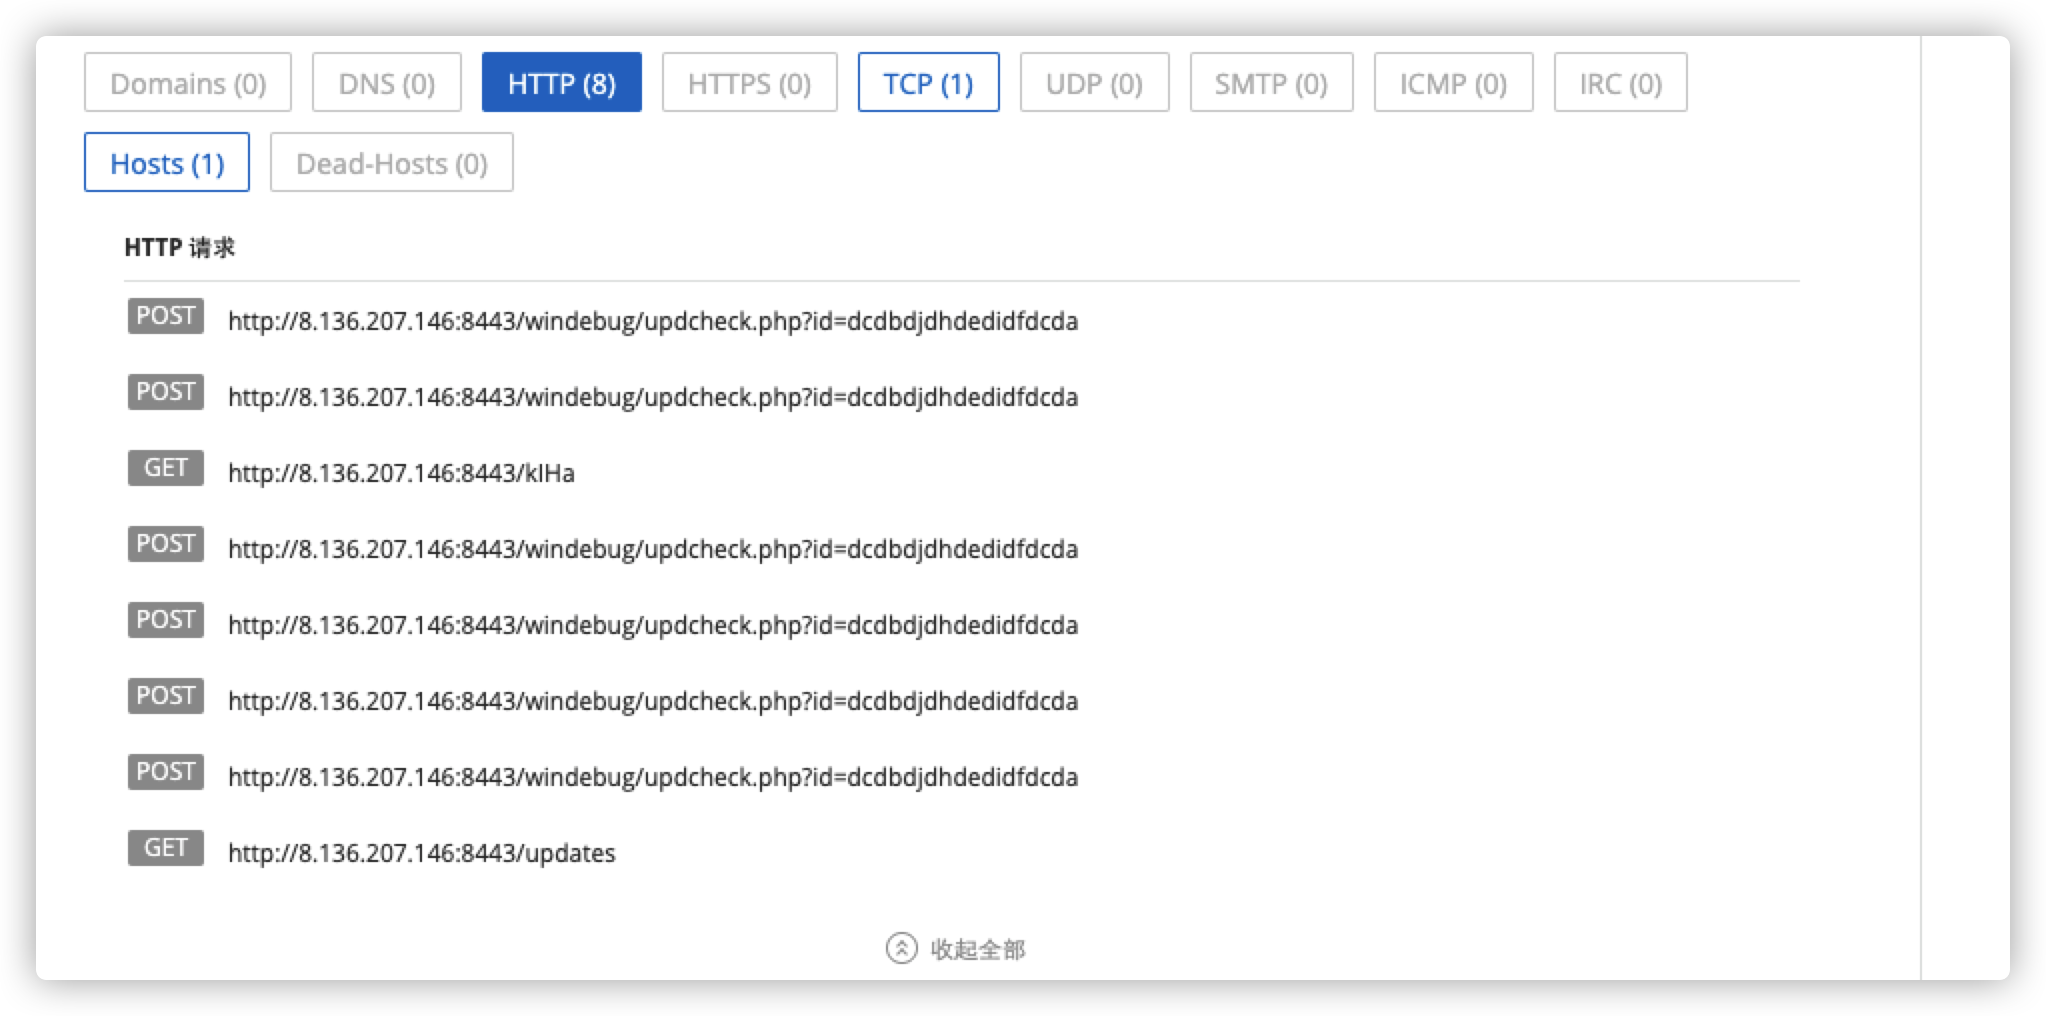 Domains (0) DNS (0) HTTP (8) HTTPS (0) TCP (1) UDP (0) SMTP (0) ICMP (0) IRC (0)
Hosts (1) Dead-Hosts (0)
HTTP 请求
POST http://8.136.207.146:8443/windebug/updcheck.php?id=dcdbdjdhdedidfdcda
POST http://8.136.207.146:8443/windebug/updcheck.php?id=dcdbdjdhdedidfdcda
GET http://8.136.207.146:8443/kIHa
POST http://8.136.207.146:8443/windebug/updcheck.php?id=dcdbdjdhdedidfdcda
POST http://8.136.207.146:8443/windebug/updcheck.php?id=dcdbdjdhdedidfdcda
POST http://8.136.207.146:8443/windebug/updcheck.php?id=dcdbdjdhdedidfdcda
POST http://8.136.207.146:8443/windebug/updcheck.php?id=dcdbdjdhdedidfdcda
GET http://8.136.207.146:8443/updates
收起全部